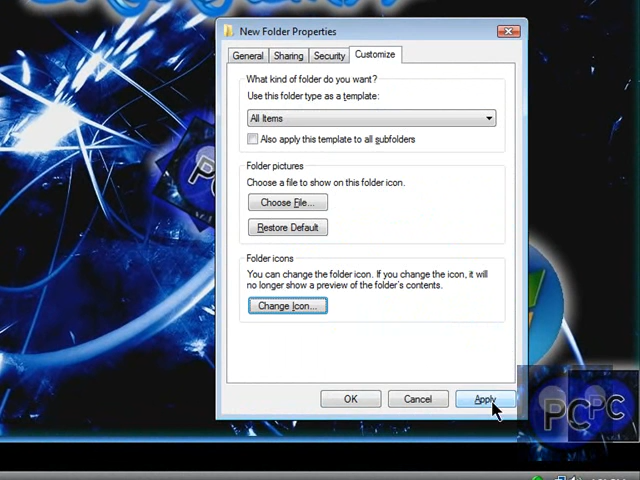 New Folder Properties
General
Sharing
Security
Customize
What kind of folder do you want?
Use this folder type as a template:
All Items
Also apply this template to all subfolders
Folder pictures
Choose a file to show on this folder icon.
Choose File...
Restore Default
Folder icons
You can change the folder icon. If you change the icon, it will
no longer show a preview of the folder's contents.
Change Icon...
OK
Cancel
Apply
PC PC